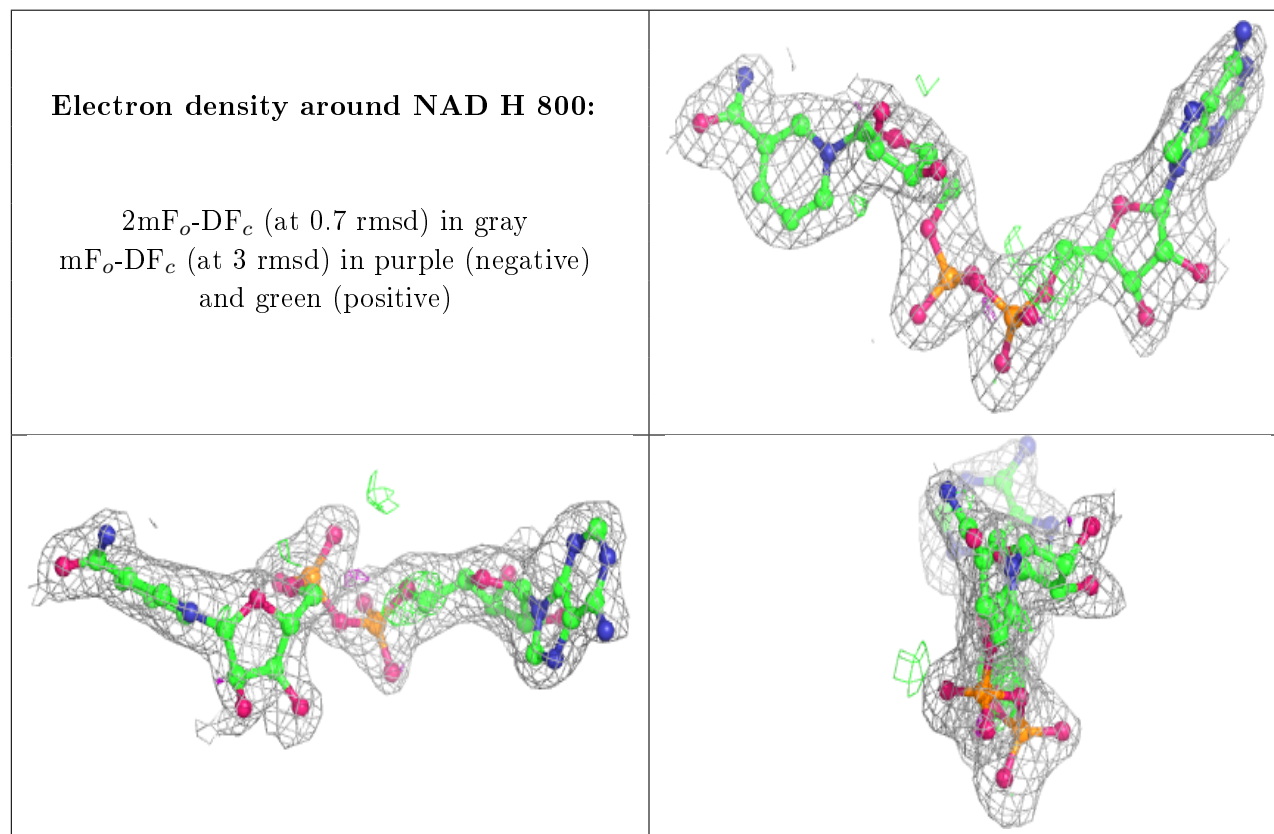 Electron density around NAD H 800:
2mFo-DFc (at 0.7 rmsd) in gray
mFo-DFc (at 3 rmsd) in purple (negative)
and green (positive)